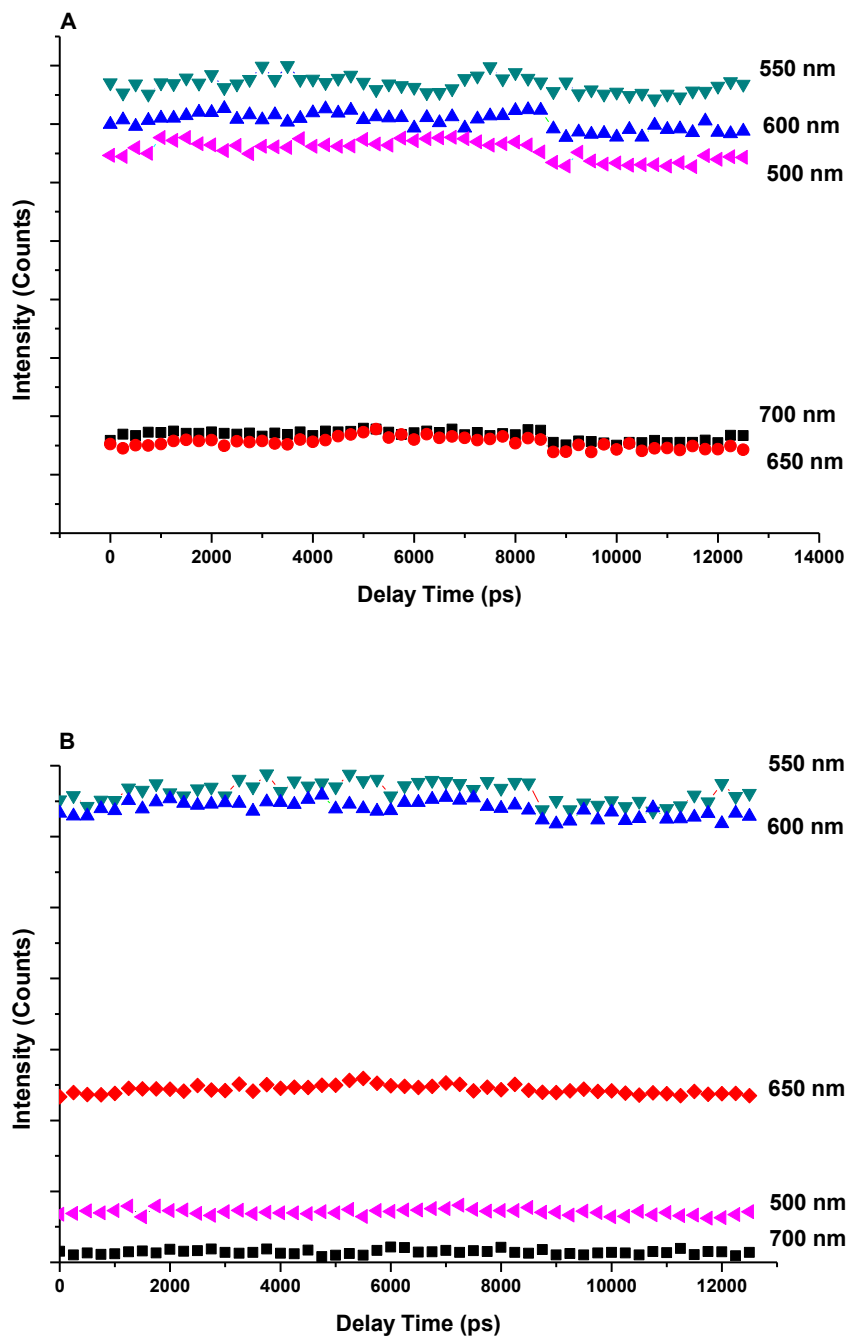 A
550 nm
600 nm
500 nm
700 nm
650 nm
Intensity (Counts)
0 2000 4000 6000 8000 10000 12000 14000
Delay Time (ps)
B
550 nm
600 nm
650 nm
500 nm
700 nm
Intensity (Counts)
0 2000 4000 6000 8000 10000 12000
Delay Time (ps)